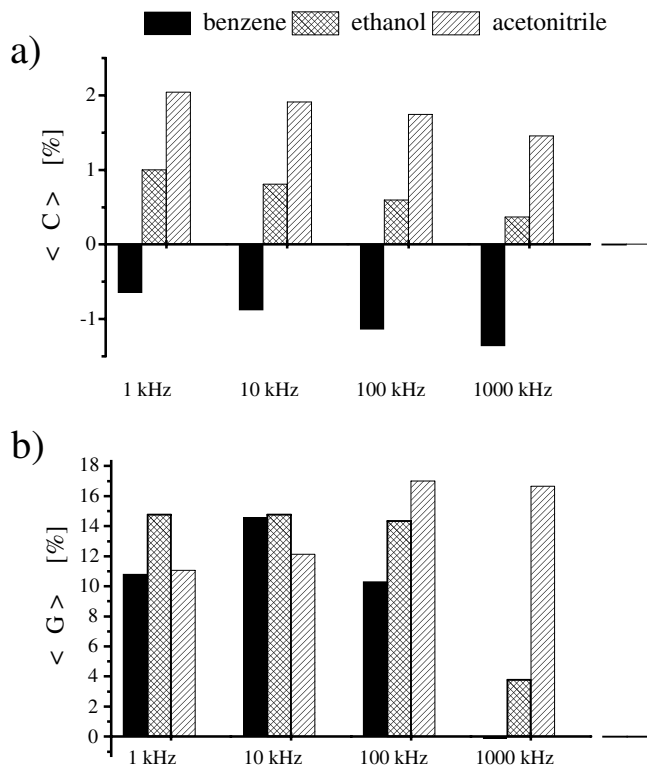 benzene ethanol acetonitrile
a)
< C > [%]
2
1
0
-1
1 kHz 10 kHz 100 kHz 1000 kHz
b)
< G > [%]
18
16
14
12
10
8
6
4
2
0
1 kHz 10 kHz 100 kHz 1000 kHz